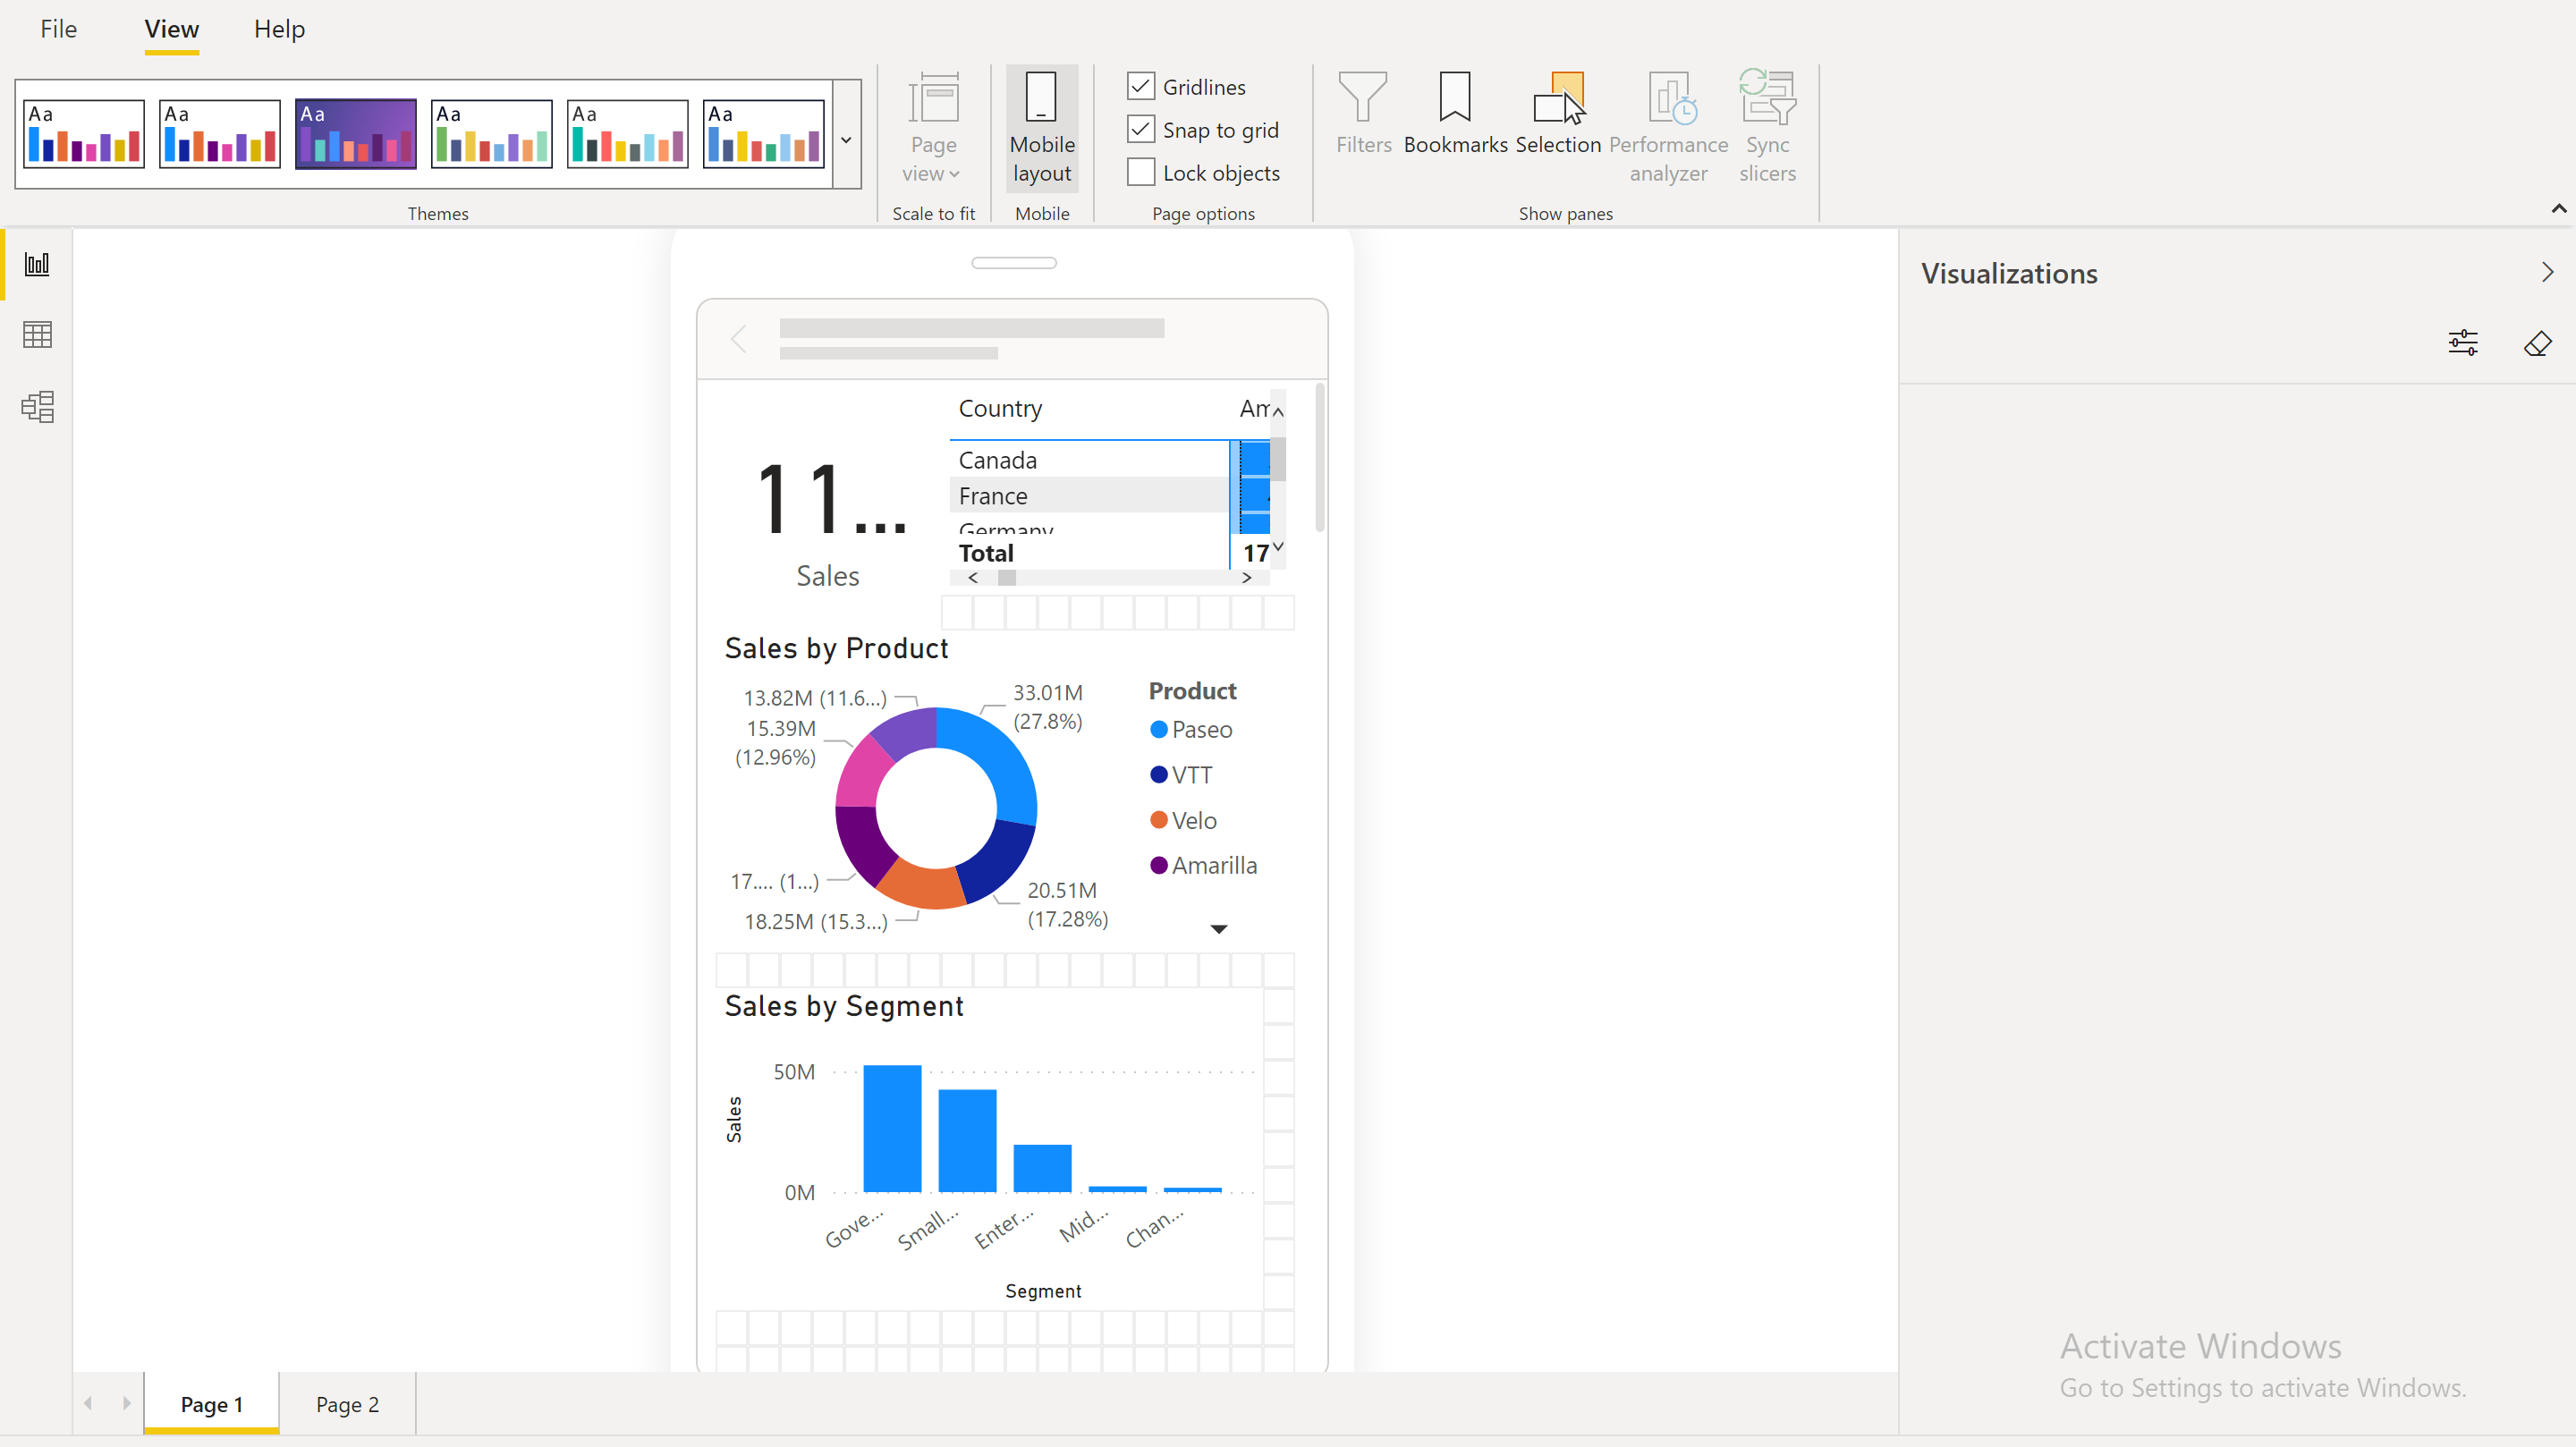 File View Help
Aa Aa Aa Aa Aa Aa
Themes
Page
view
Scale to fit
Mobile
layout
Mobile
Gridlines
Snap to grid
Lock objects
Page options
Filters
Bookmarks
Selection
Performance
analyzer
Sync
slicers
Show panes
Visualizations
11...
Sales
Country Am
Canada
France
Germany
Total 17
Sales by Product
13.82M (11.6...)
15.39M
(12.96%)
33.01M
(27.8%)
17.... (1...)
18.25M (15.3...)
20.51M
(17.28%)
Product
Paseo
VTT
Velo
Amarilla
Sales by Segment
50M
0M
Sales
Gove... Small... Enter... Mid... Chan...
Segment
Activate Windows
Go to Settings to activate Windows.
Page 1 Page 2